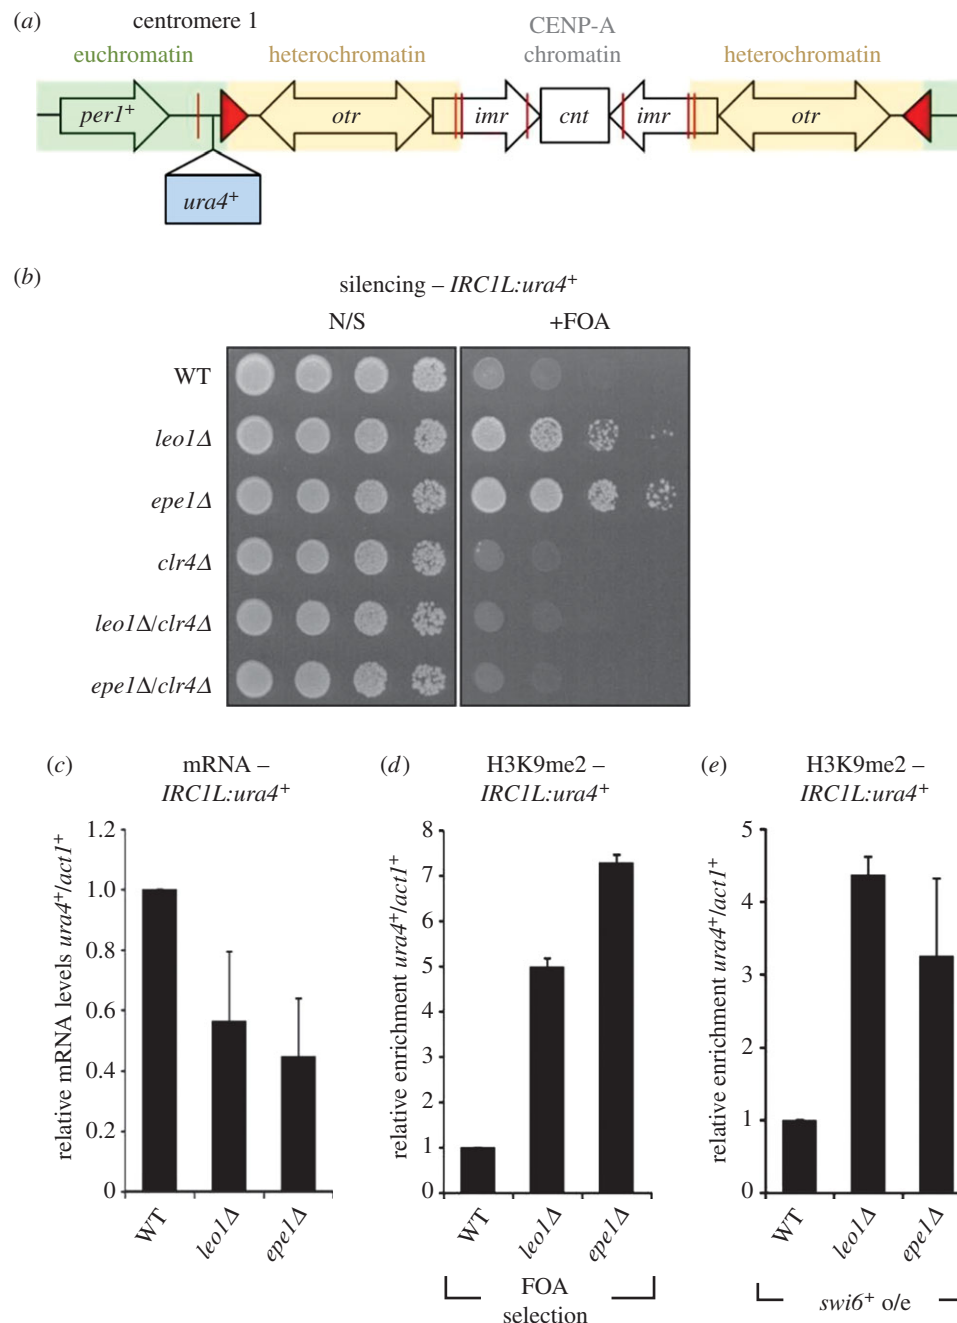 (a) centromere 1
euchromatin heterochromatin CENP-A chromatin heterochromatin
per1+ otr imr cnt imr otr
ura4+
(b) silencing – IRC1L:ura4+
N/S +FOA
WT
leo1Δ
epe1Δ
clr4Δ
leo1Δ/clr4Δ
epe1Δ/clr4Δ
(c) mRNA –
IRC1L:ura4+
relative mRNA levels ura4+/act1+
1.2
1.0
0.8
0.6
0.4
0.2
0
WT leo1Δ epe1Δ
(d) H3K9me2 –
IRC1L:ura4+
relative enrichment ura4+/act1+
8
7
6
5
4
3
2
1
0
WT leo1Δ epe1Δ
FOA
selection
(e) H3K9me2 –
IRC1L:ura4+
relative enrichment ura4+/act1+
5
4
3
2
1
0
WT leo1Δ epe1Δ
swi6+ o/e